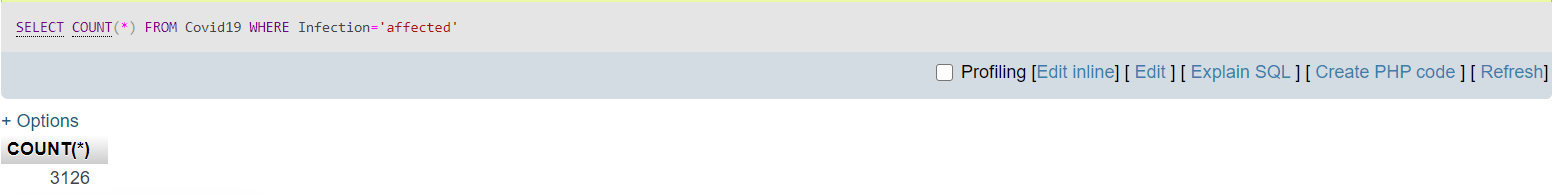 SELECT COUNT(*) FROM Covid19 WHERE Infection='affected'
Profiling [Edit inline] [ Edit ] [ Explain SQL ] [ Create PHP code ] [ Refresh]
+ Options
COUNT(*)
3126